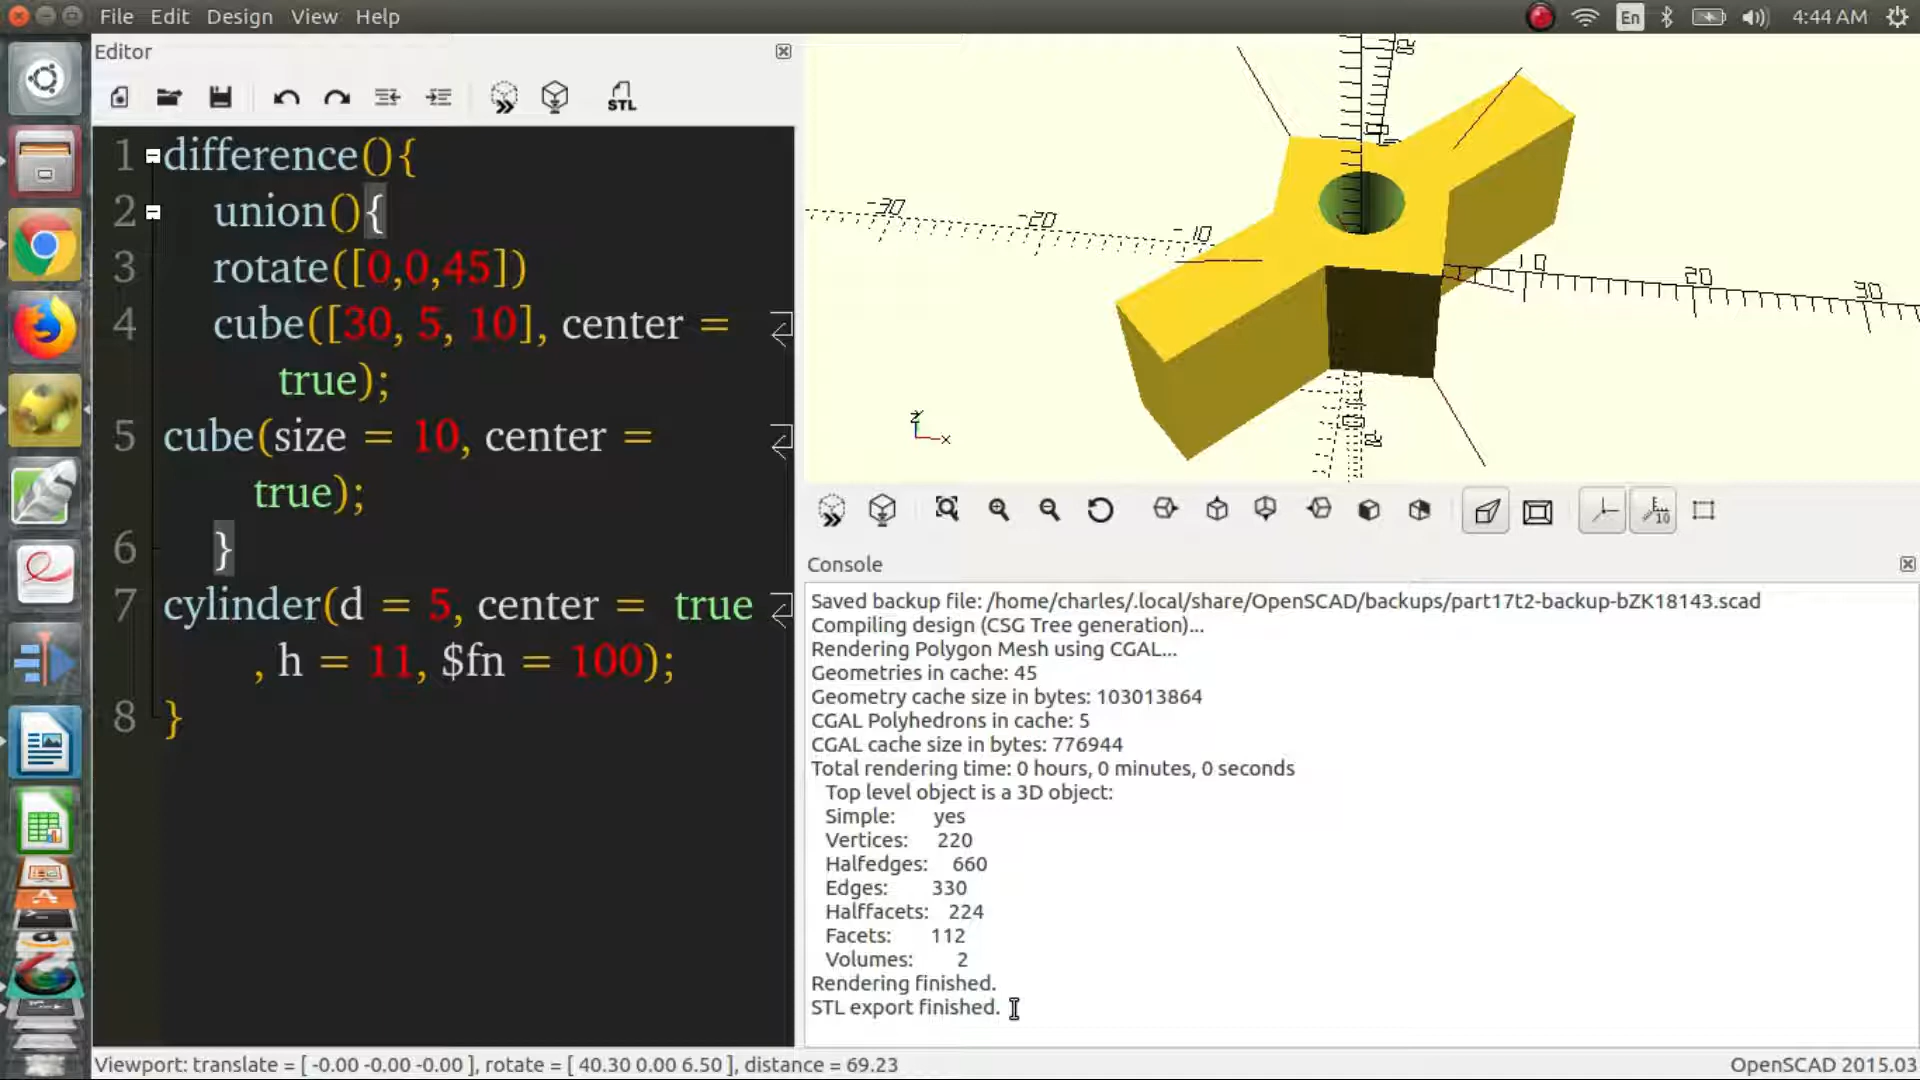 File Edit Design View Help
En 4:44 AM
Editor
STL
1 difference(){
2 union(){
3 rotate([0,0,45])
4 cube([30, 5, 10], center =
true);
5 cube(size = 10, center =
true);
6 }
7 cylinder(d = 5, center = true
, h = 11, $fn = 100);
8 }
-30 -20 -10 10 20 30
z
x
10
Console
Saved backup file: /home/charles/.local/share/OpenSCAD/backups/part17t2-backup-bZK18143.scad
Compiling design (CSG Tree generation)...
Rendering Polygon Mesh using CGAL...
Geometries in cache: 45
Geometry cache size in bytes: 103013864
CGAL Polyhedrons in cache: 5
CGAL cache size in bytes: 776944
Total rendering time: 0 hours, 0 minutes, 0 seconds
Top level object is a 3D object:
Simple: yes
Vertices: 220
Halfedges: 660
Edges: 330
Halffacets: 224
Facets: 112
Volumes: 2
Rendering finished.
STL export finished.
Viewport: translate = [ -0.00 -0.00 -0.00 ], rotate = [ 40.30 0.00 6.50 ], distance = 69.23
OpenSCAD 2015.03